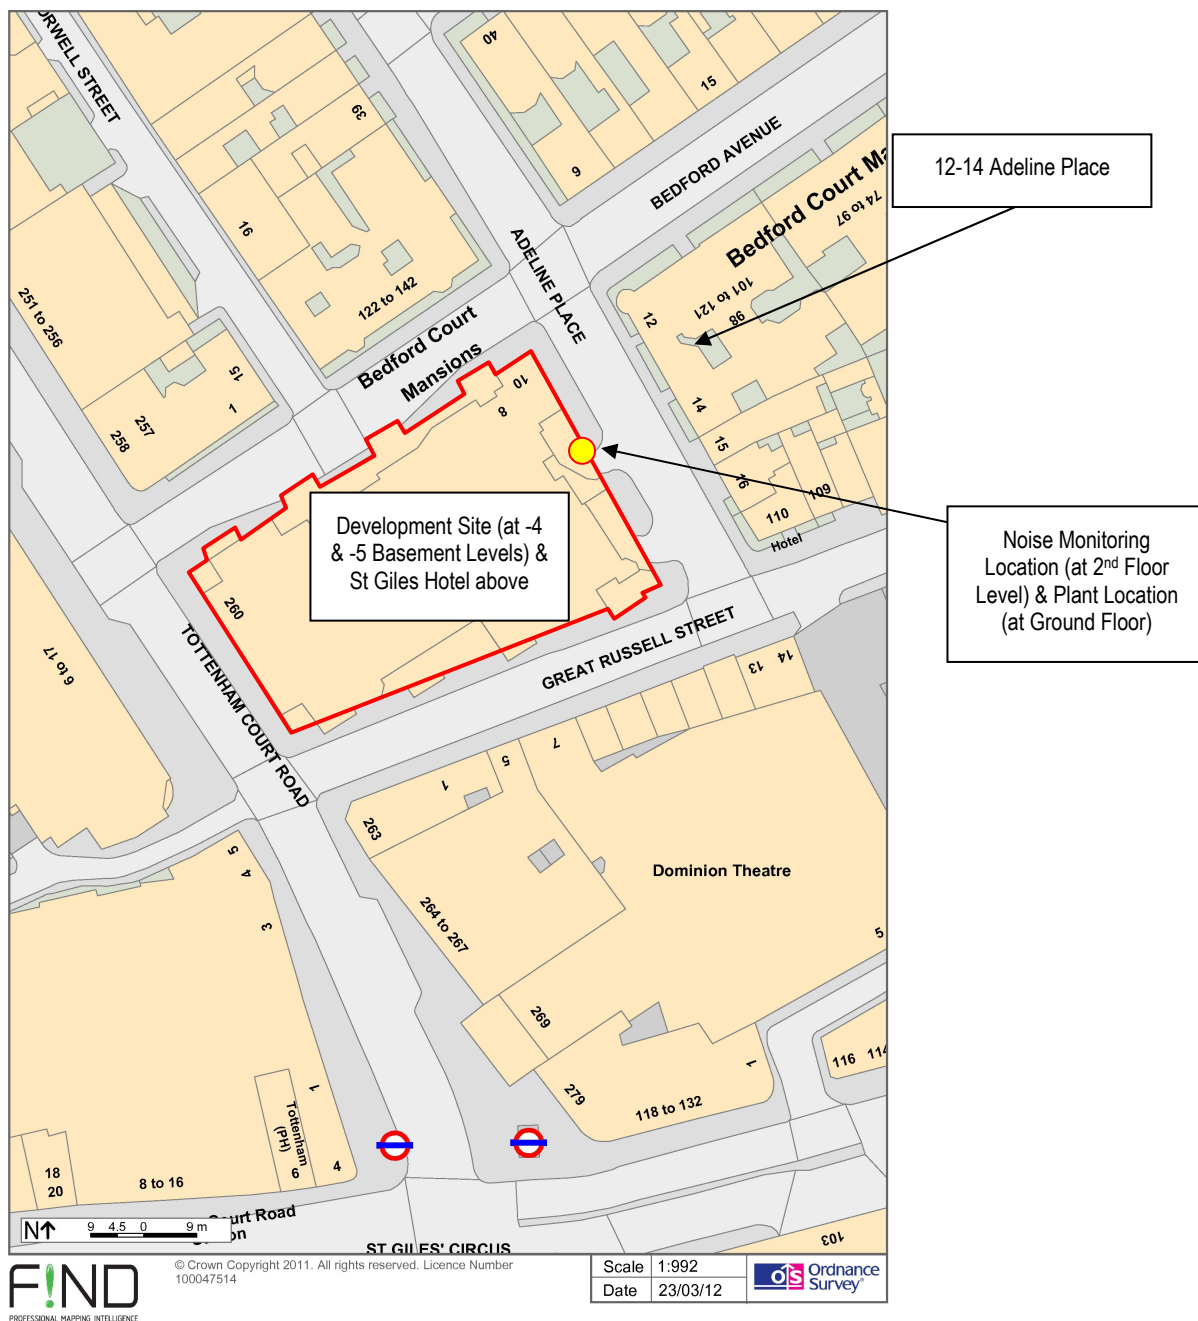 ORWELL STREET
40
15
39
6
BEDFORD AVENUE
12-14 Adeline Place
Bedford Court Ma
74 to 97
16
ADELINE PLACE
101 to 121
98
12
251 to 256
122 to 142
Bedford Court
Mansions
15
1
257
258
10
8
14
15
16
109
110
Hotel
Development Site (at -4
& -5 Basement Levels) &
St Giles Hotel above
Noise Monitoring
Location (at 2nd Floor
Level) & Plant Location
(at Ground Floor)
260
9 to 17
TOTTENHAM COURT ROAD
GREAT RUSSELL STREET
13
14
7
5
1
263
5
4
3
Dominion Theatre
264 to 267
5
269
279
118 to 132
1
116
114
1
Tottenham
(PH)
6
4
18
20
8 to 16
Court Road
on
ST GILES' CIRCUS
103
N
9 4.5 0 9 m
FIND
PROFESSIONAL MAPPING INTELLIGENCE
© Crown Copyright 2011. All rights reserved. Licence Number
100047514
Scale 1:992
Date 23/03/12
os Ordnance
Survey®